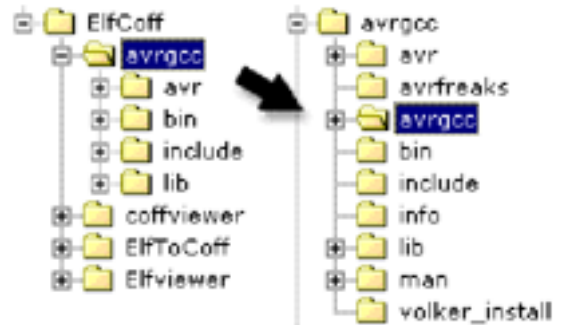 ElfCoff
avrgcc
avr
bin
include
lib
coffviewer
ElfToCoff
Elfviewer
avrgcc
avr
avrfreaks
avrgcc
bin
include
info
lib
man
volker_install